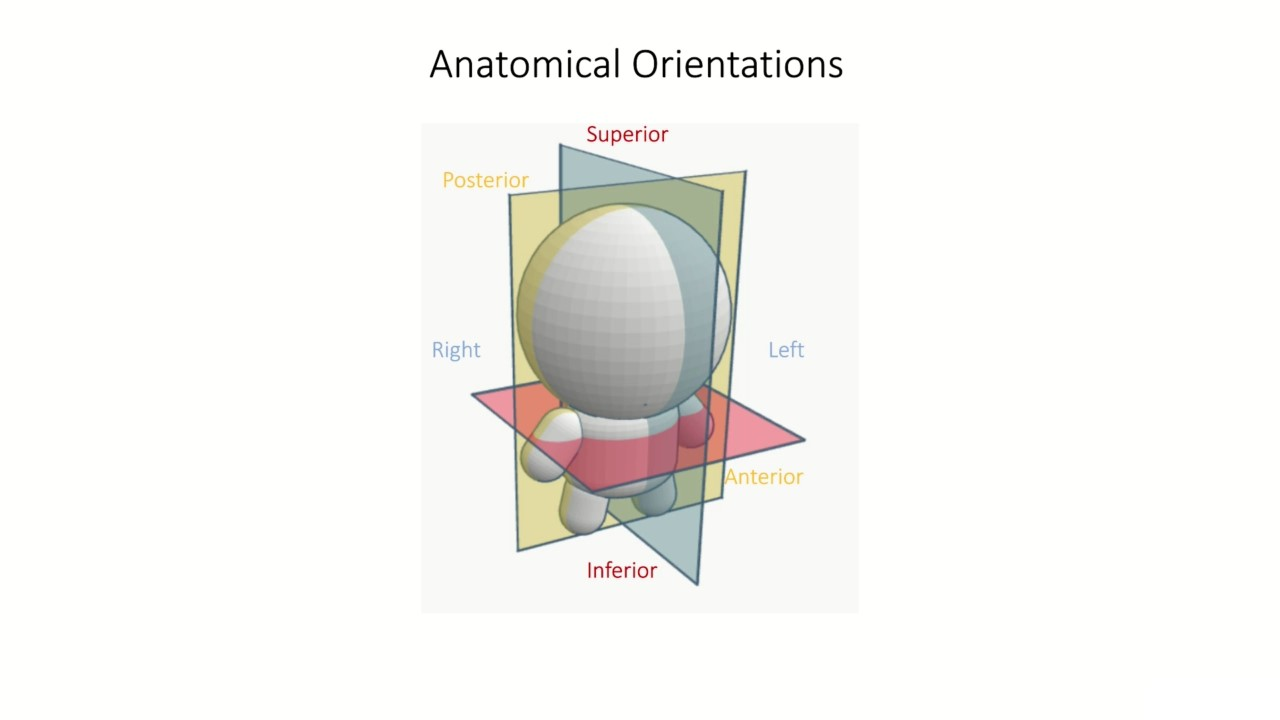 Anatomical Orientations
Superior
Posterior
Right
Left
Anterior
Inferior